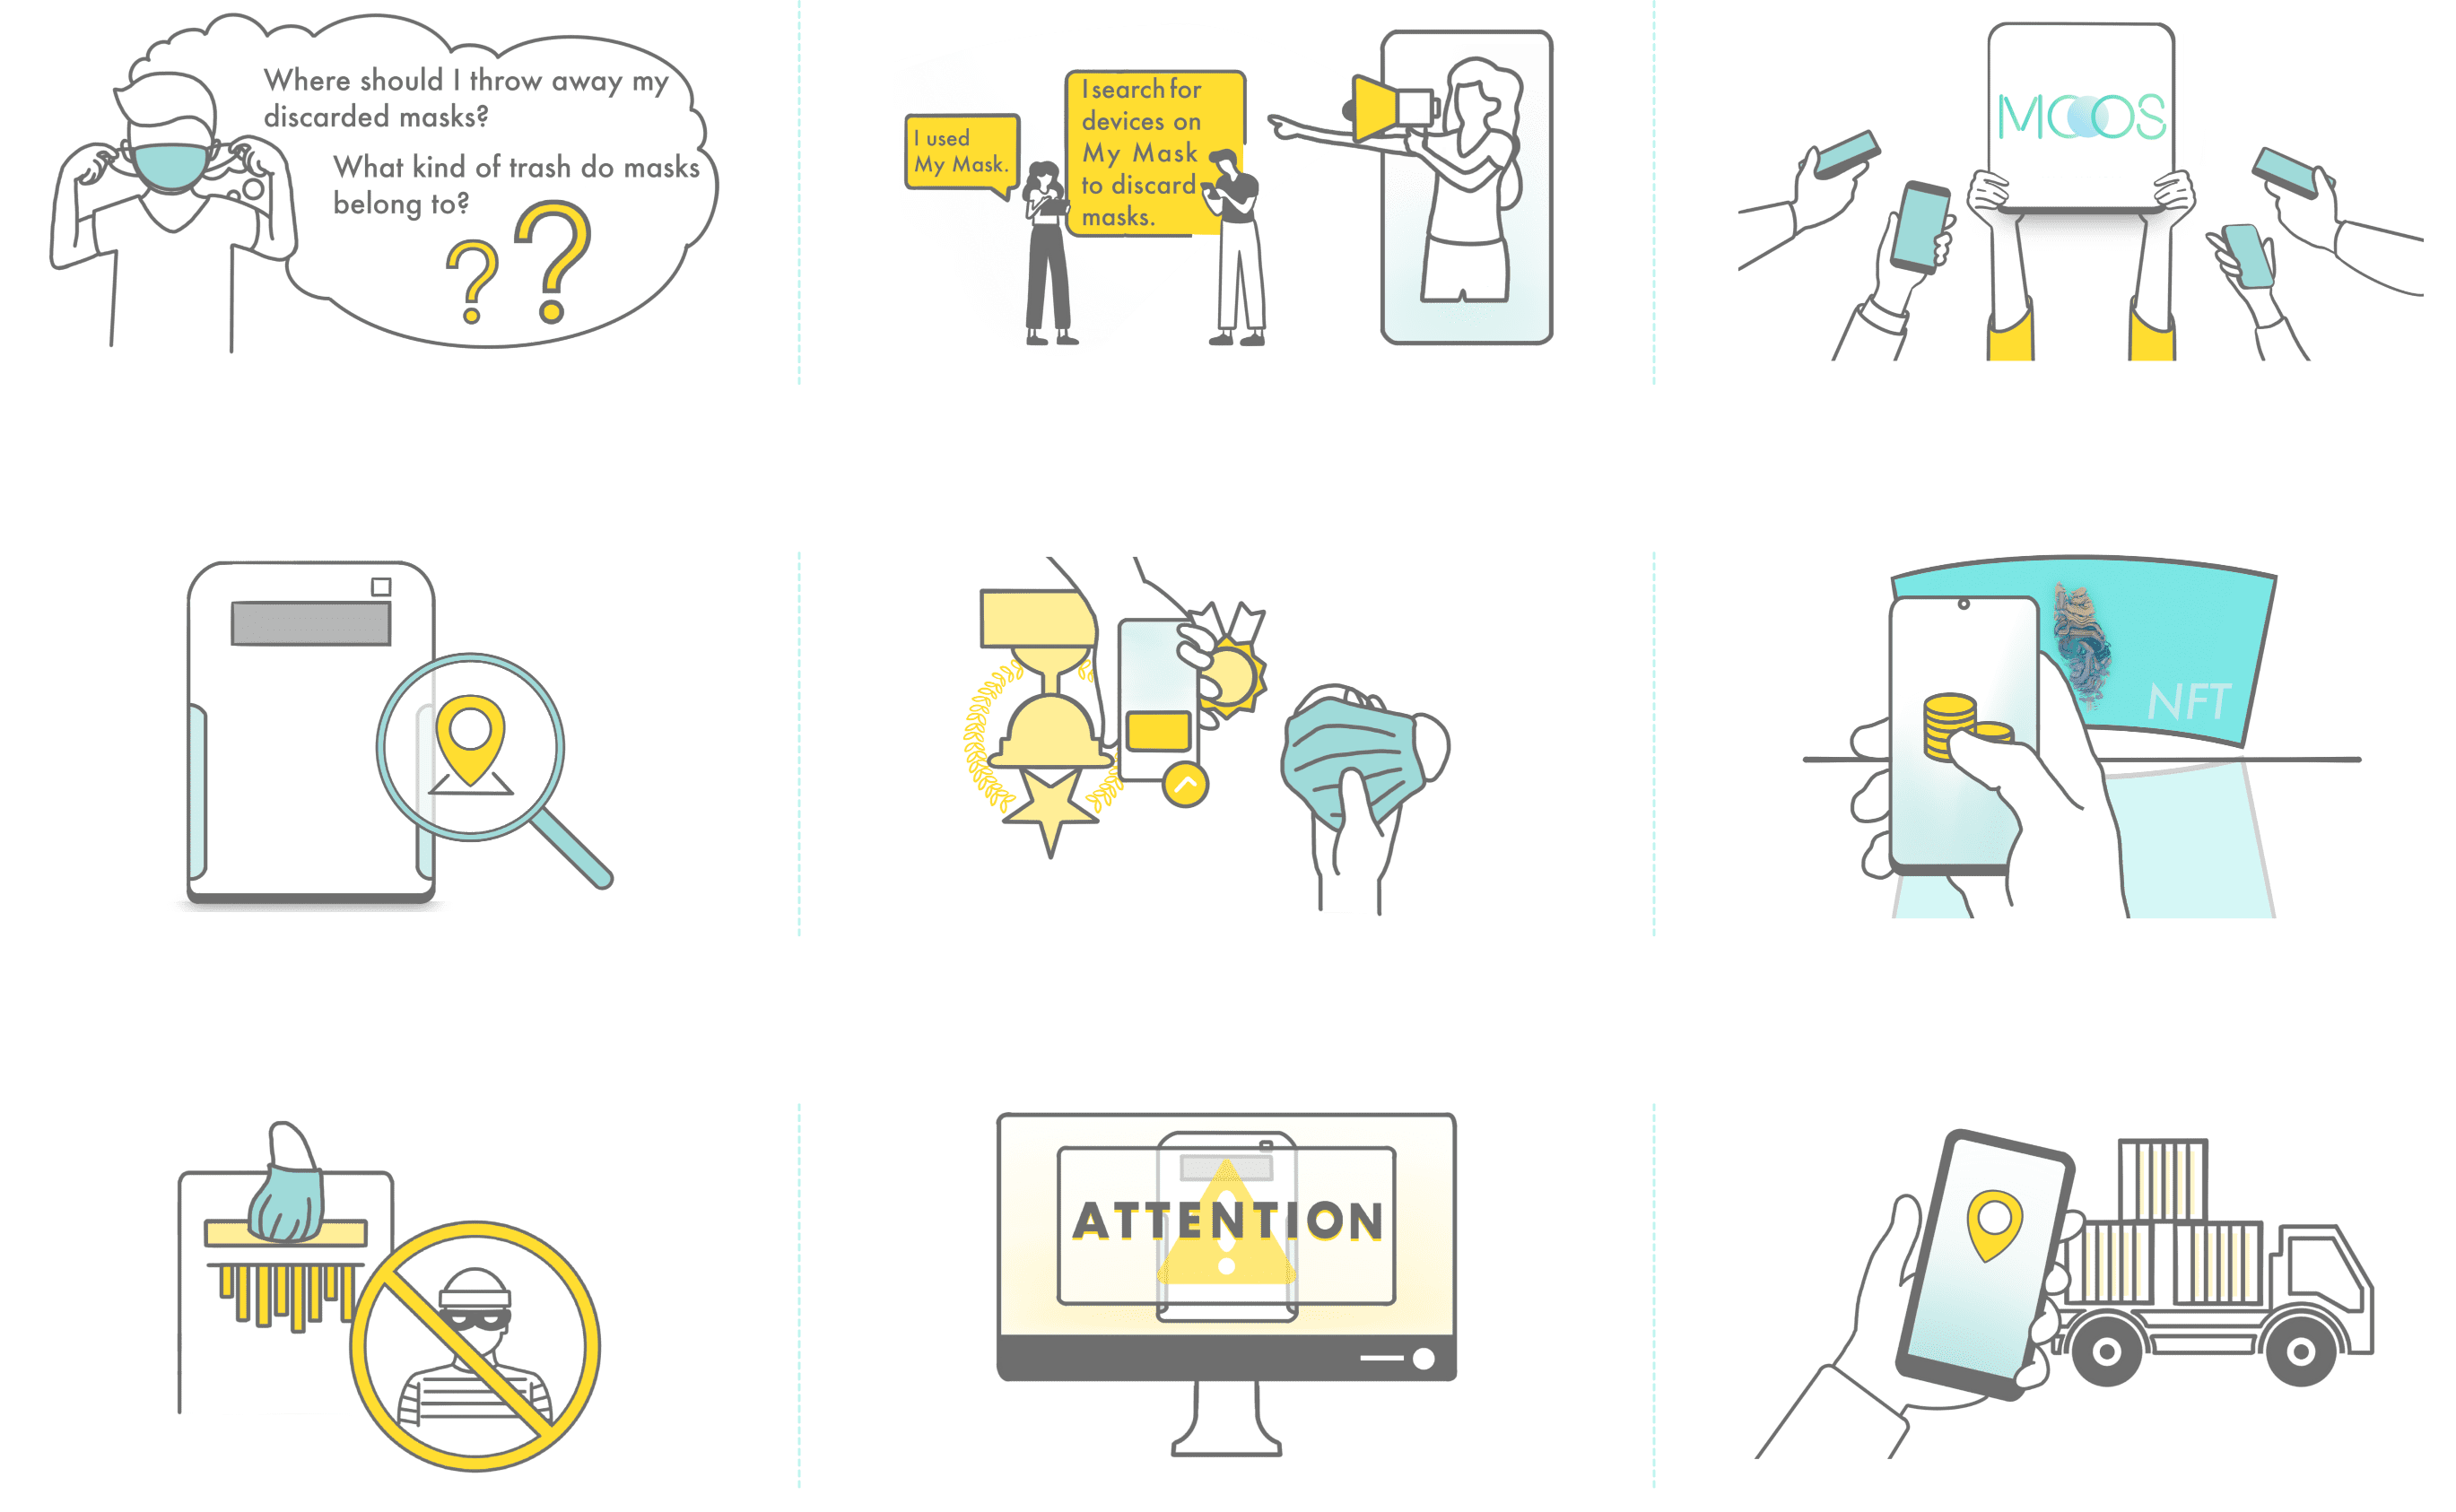 Where should I throw away my
discarded masks?
What kind of trash do masks
belong to?
I used
My Mask.
I search for
devices on
My Mask
to discard
masks.
MOOOS
NFT
ATTENTION